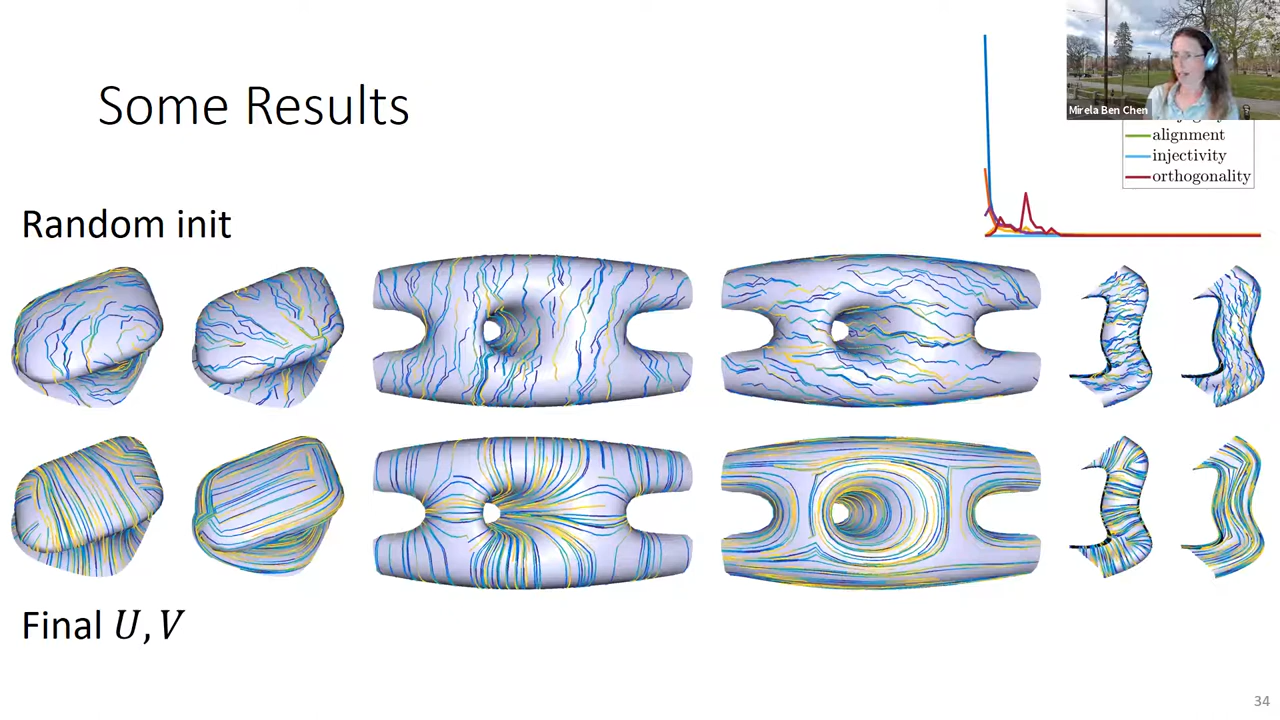 Some Results
Mirela Ben Chen
alignment
injectivity
orthogonality
Random init
Final U, V
34